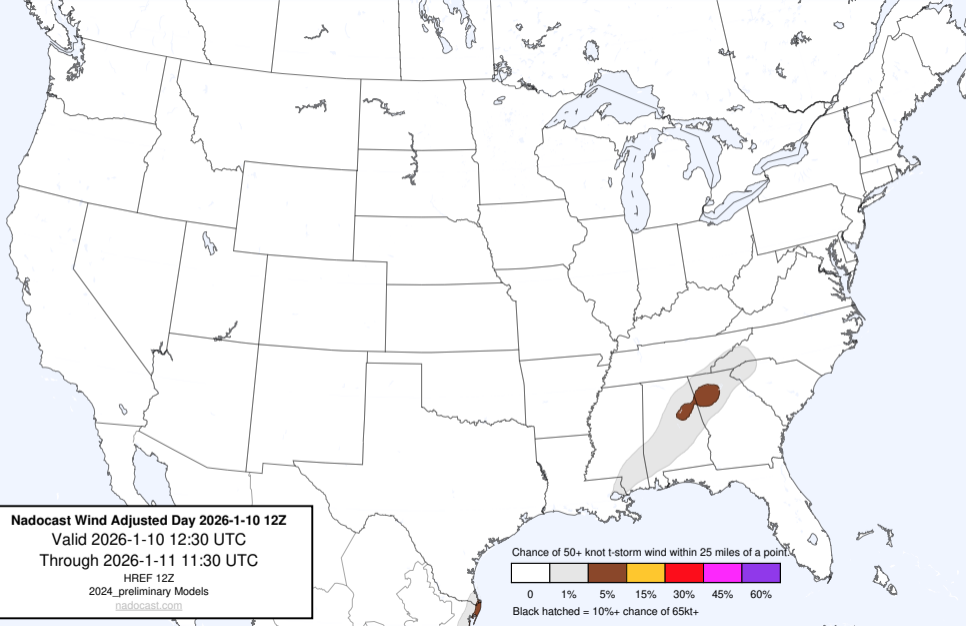 Nadocast Wind Adjusted Day 2026-1-10 12Z
Valid 2026-1-10 12:30 UTC
Through 2026-1-11 11:30 UTC
HREF 12Z
2024_preliminary Models
nadocast.com
Chance of 50+ knot t-storm wind within 25 miles of a point.
0 1% 5% 15% 30% 45% 60%
Black hatched = 10%+ chance of 65kt+